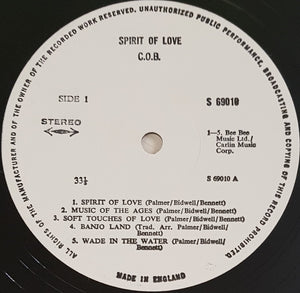 ALL RIGHTS OF THE MANUFACTURER AND OF THE OWNER OF THE RECORDED WORK RESERVED. UNAUTHORIZED PUBLIC PERFORMANCE, BROADCASTING AND COPYING OF THIS RECORD PROHIBITED
SPIRIT OF LOVE
C.O.B.
SIDE 1
S 69010
STEREO
1—5. Bee Bee
Music Ltd./
Carlin Music
Corp.
33⅓
S 69010 A
1. SPIRIT OF LOVE (Palmer/Bidwell/Bennett)
2. MUSIC OF THE AGES (Palmer/Bidwell/Bennett)
3. SOFT TOUCHES OF LOVE (Palmer/Bidwell/Bennett)
4. BANJO LAND (Trad. Arr. Palmer/Bidwell/
Bennett)
5. WADE IN THE WATER (Palmer/Bidwell/
Bennett)
MADE IN ENGLAND